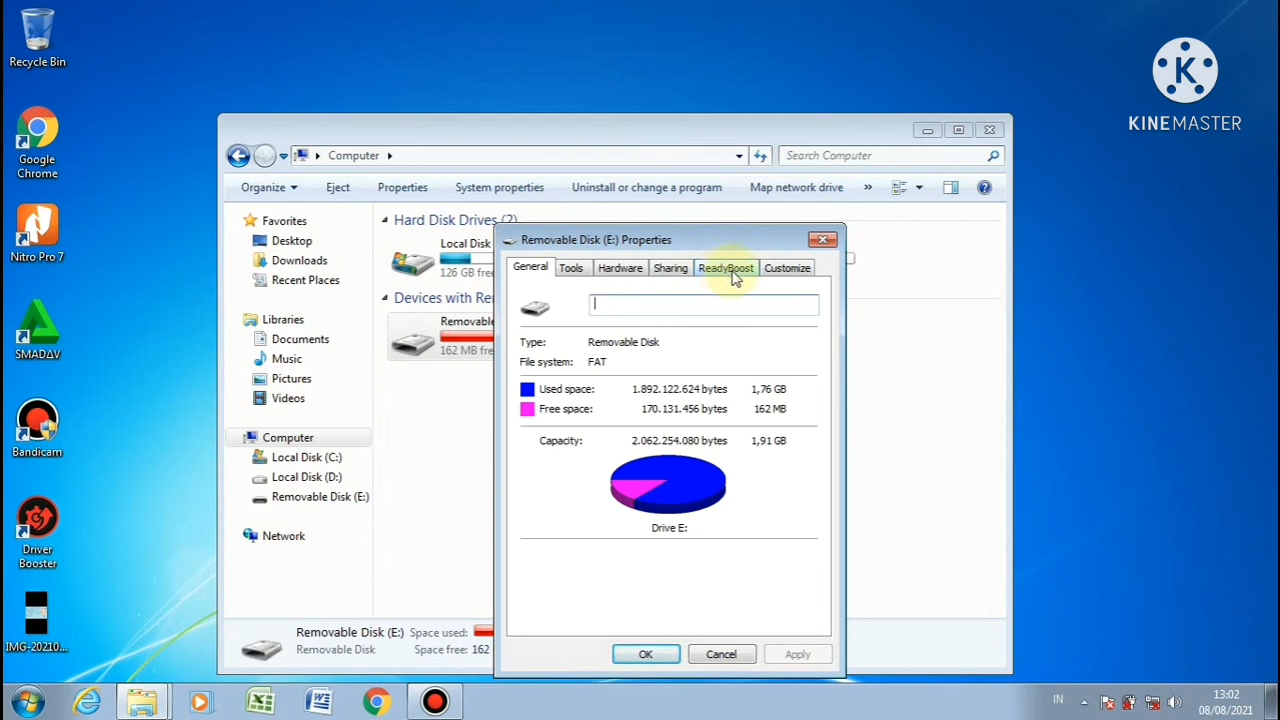 Recycle Bin
Google
Chrome
Nitro Pro 7
SMADΔV
Bandicam
Driver
Booster
IMG-20210...
K
KINEMASTER
Computer
Search Computer
Organize
Eject
Properties
System properties
Uninstall or change a program
Map network drive
»
Favorites
Desktop
Downloads
Recent Places
Libraries
Documents
Music
Pictures
Videos
Computer
Local Disk (C:)
Local Disk (D:)
Removable Disk (E:)
Network
Hard Disk Drives (2)
Local Disk
126 GB free
Devices with Re
Removable
162 MB fre
Removable Disk (E:) Properties
General
Tools
Hardware
Sharing
ReadyBoost
Customize
Type: Removable Disk
File system: FAT
Used space: 1.892.122.624 bytes 1,76 GB
Free space: 170.131.456 bytes 162 MB
Capacity: 2.062.254.080 bytes 1,91 GB
Drive E:
OK
Cancel
Apply
Removable Disk (E:) Space used:
Removable Disk Space free: 162
IN
13:02
08/08/2021